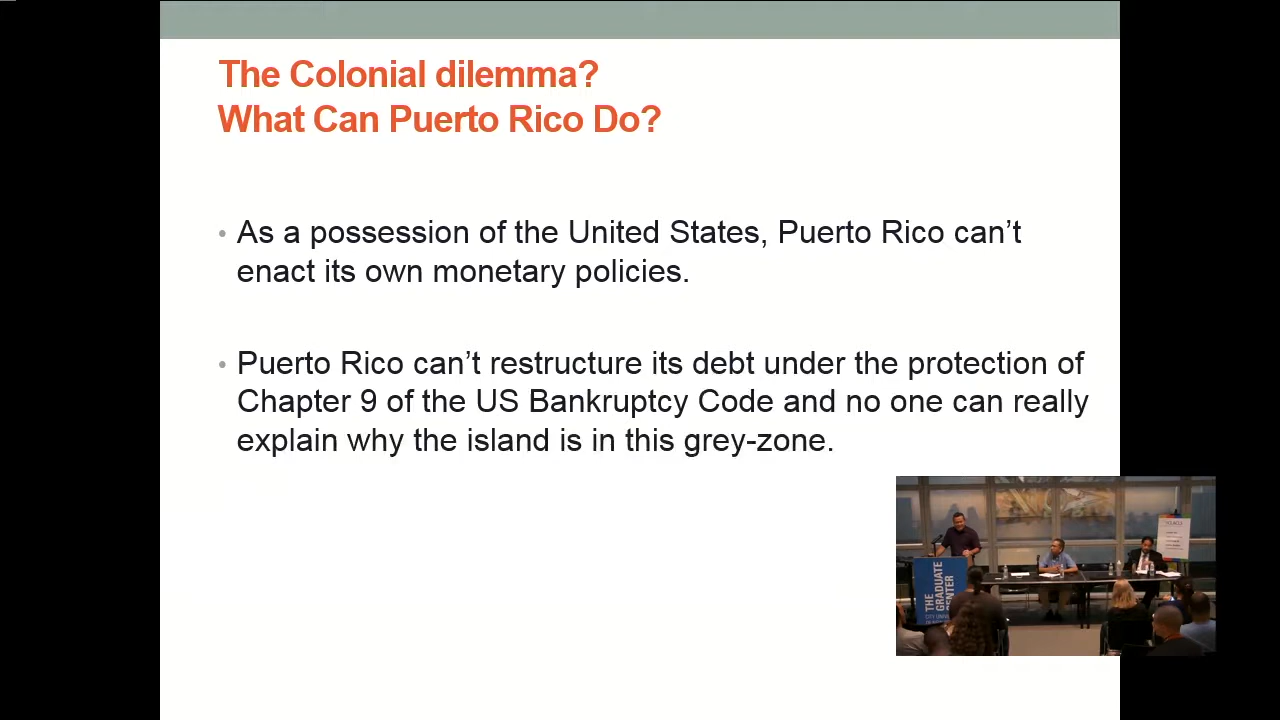 The Colonial dilemma?
What Can Puerto Rico Do?
• As a possession of the United States, Puerto Rico can’t
enact its own monetary policies.
• Puerto Rico can’t restructure its debt under the protection of
Chapter 9 of the US Bankruptcy Code and no one can really
explain why the island is in this grey-zone.
THE
GRADUATE
CENTER